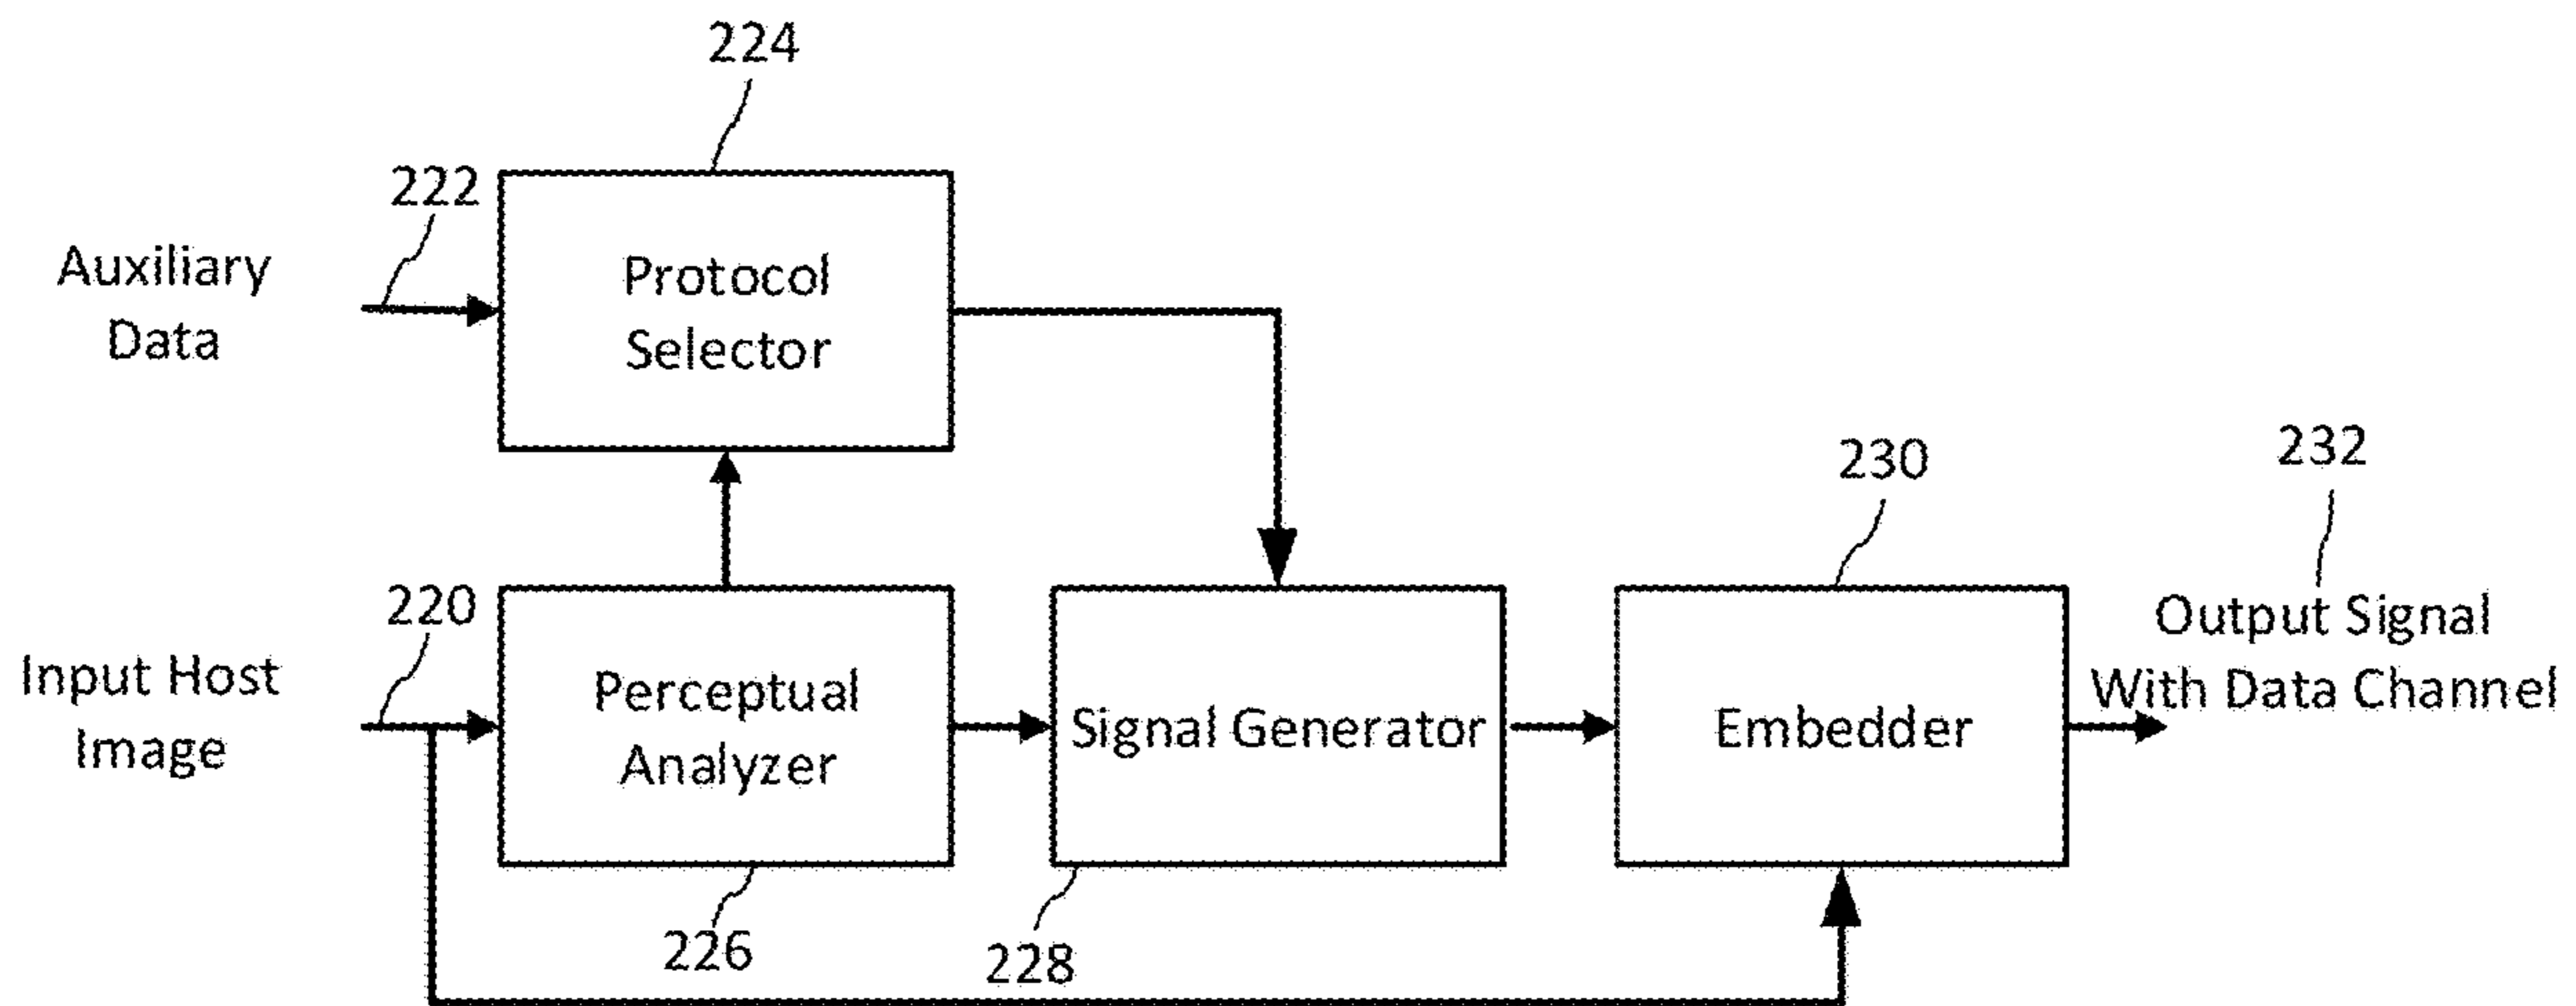 224
222
Auxiliary
Data
Protocol
Selector
230
232
220
Input Host
Image
Perceptual
Analyzer
Signal Generator
Embedder
Output Signal
With Data Channel
226
228